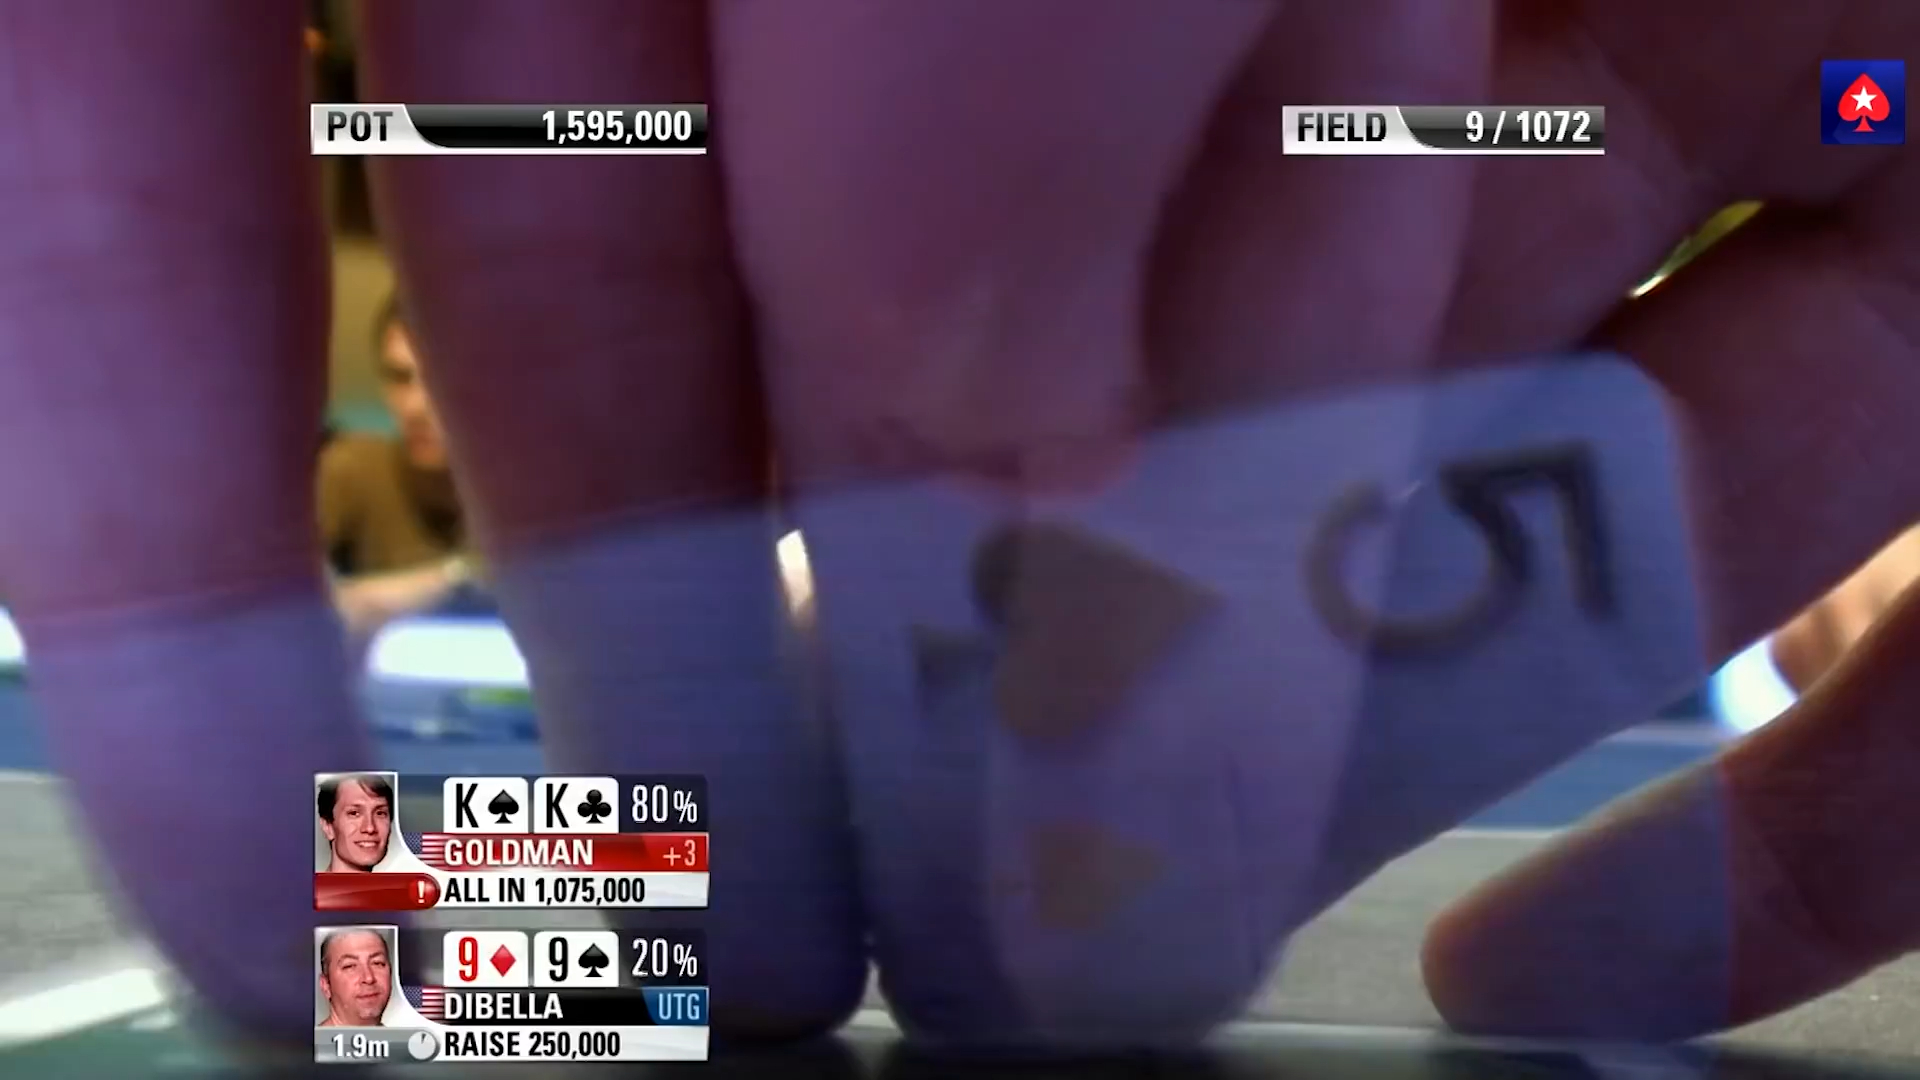 POT 1,595,000
FIELD 9 / 1072
5
K♠ K♣ 80%
GOLDMAN +3
! ALL IN 1,075,000
9♦ 9♠ 20%
DIBELLA UTG
1.9m RAISE 250,000